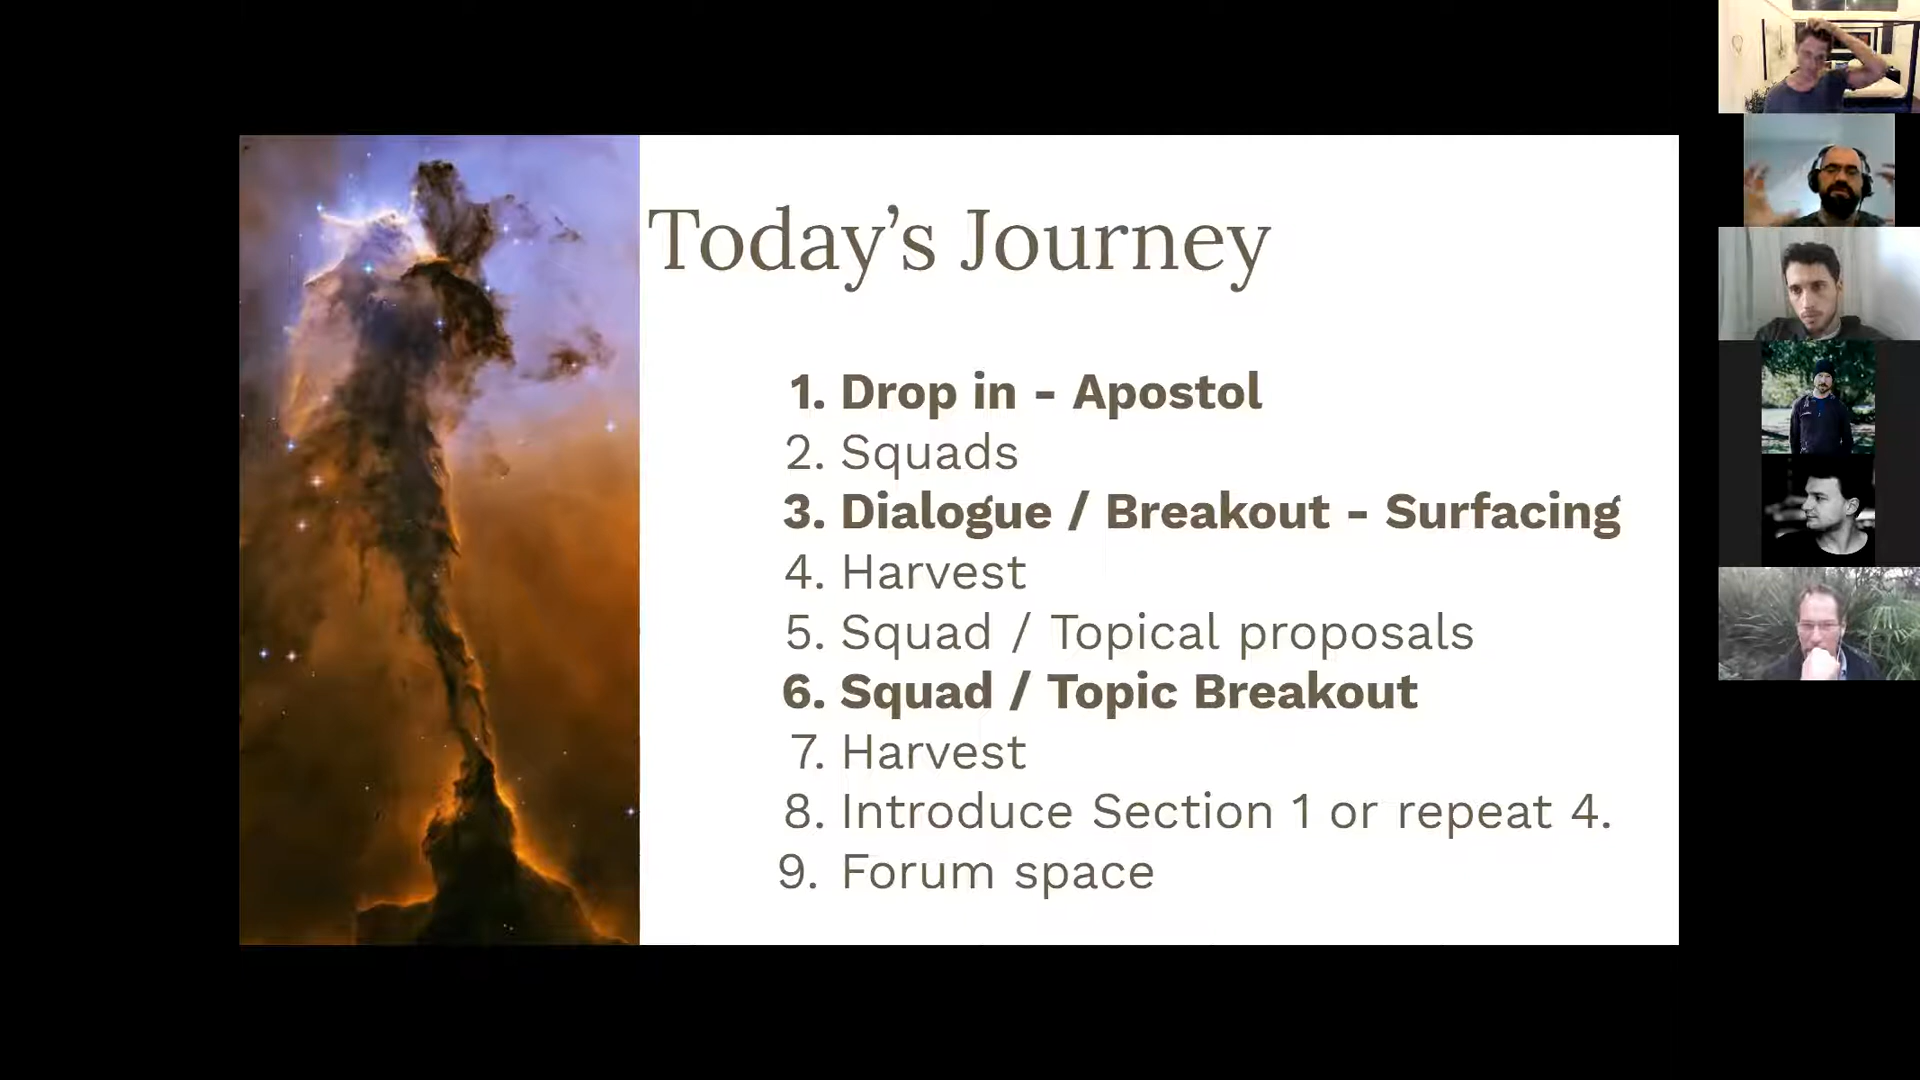 Today’s Journey
1. Drop in - Apostol
2. Squads
3. Dialogue / Breakout - Surfacing
4. Harvest
5. Squad / Topical proposals
6. Squad / Topic Breakout
7. Harvest
8. Introduce Section 1 or repeat 4.
9. Forum space